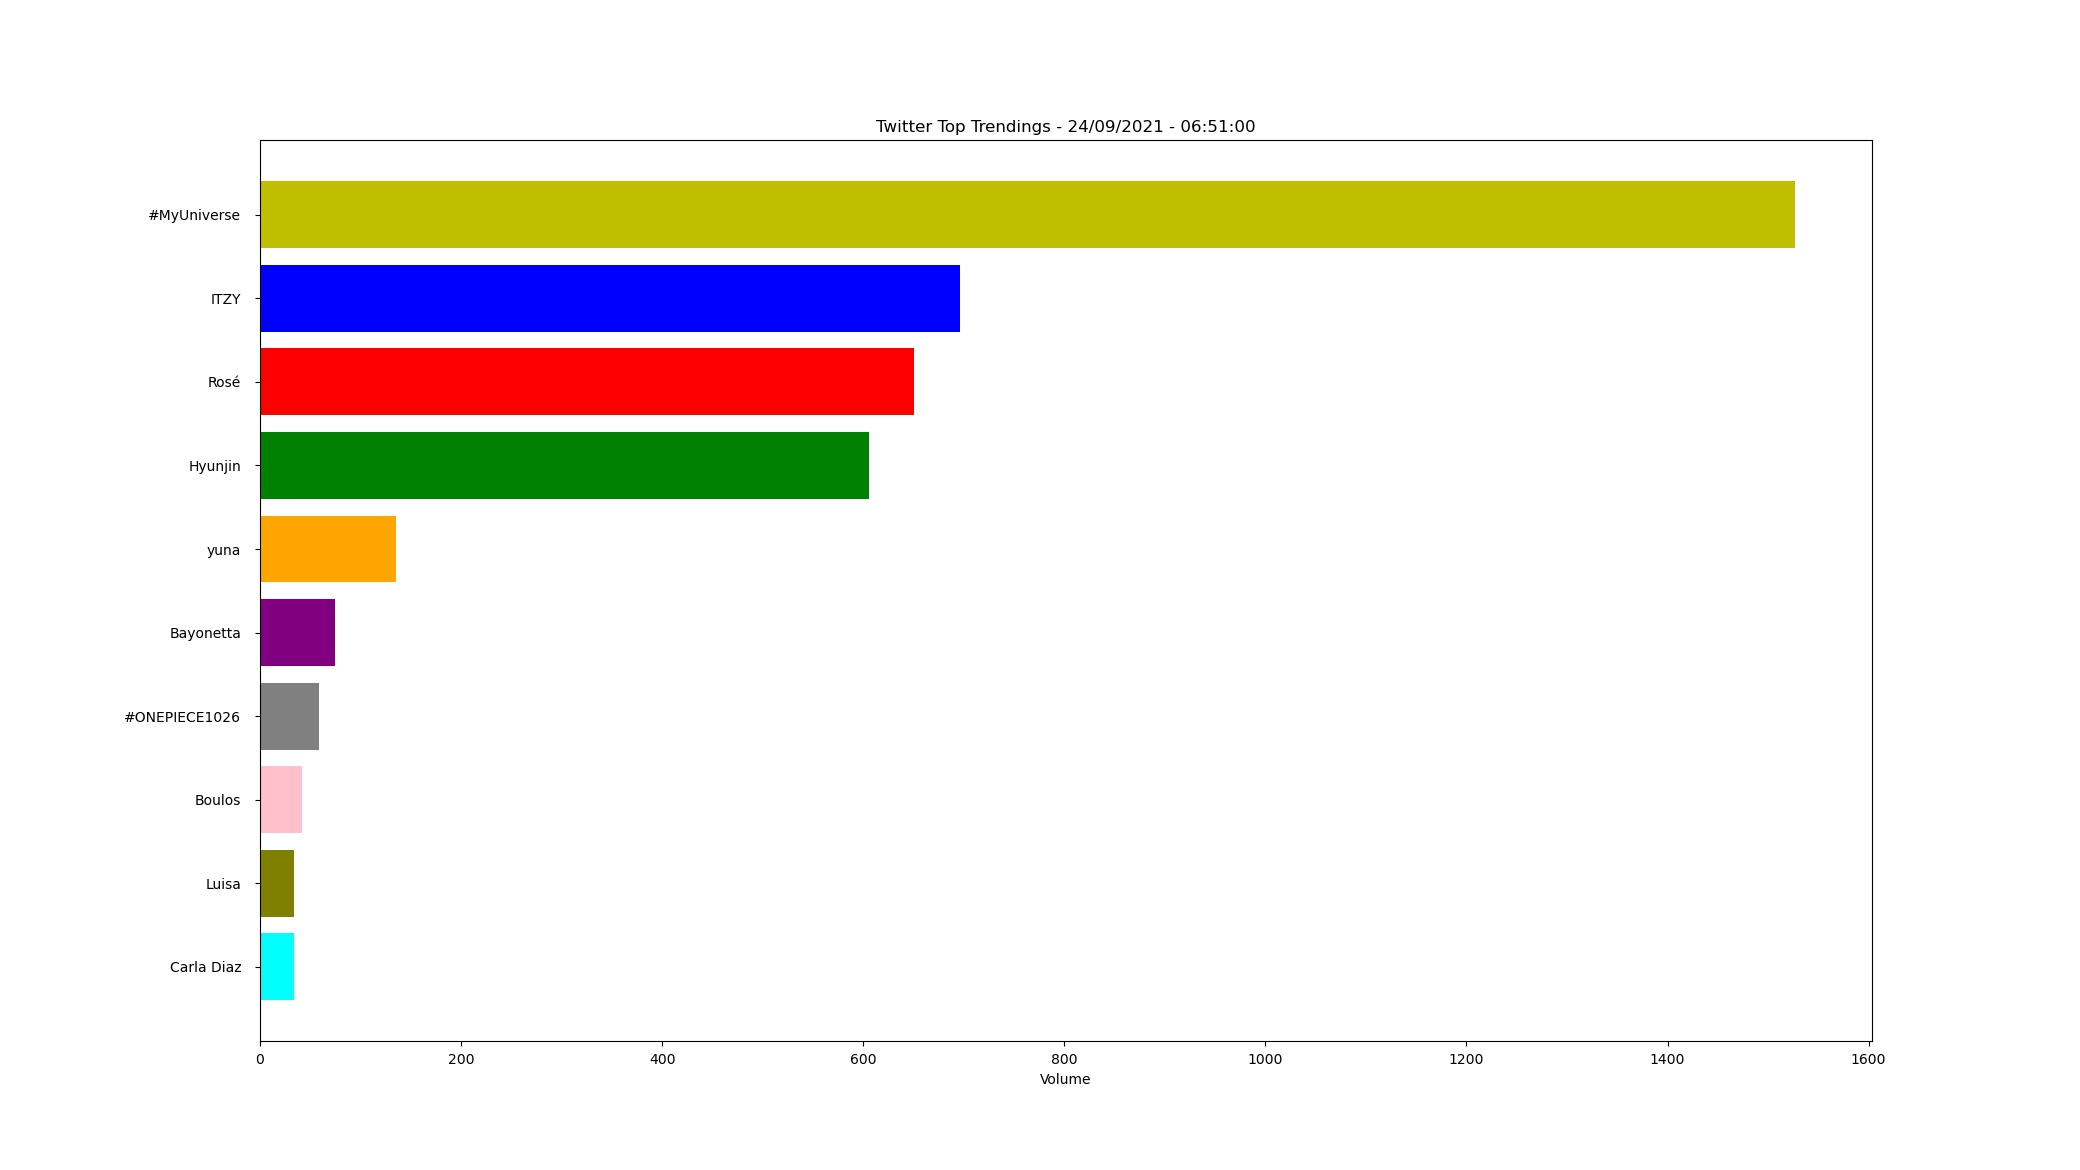 Twitter Top Trendings - 24/09/2021 - 06:51:00
#MyUniverse
ITZY
Rosé
Hyunjin
yuna
Bayonetta
#ONEPIECE1026
Boulos
Luisa
Carla Diaz
0 200 400 600 800 1000 1200 1400 1600
Volume